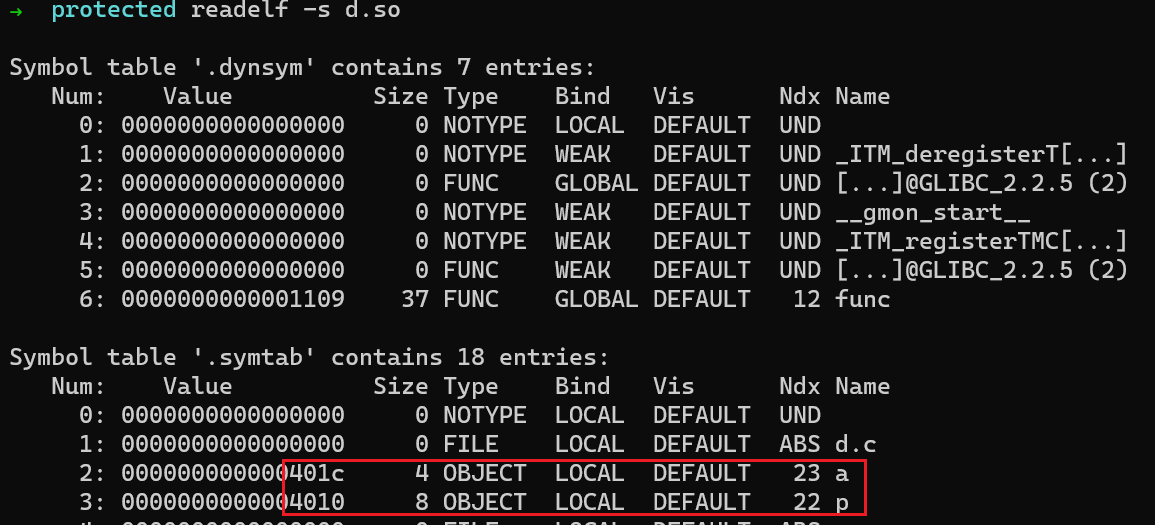 →  protected readelf -s d.so
Symbol table '.dynsym' contains 7 entries:
   Num:    Value          Size Type    Bind   Vis      Ndx Name
     0: 0000000000000000     0 NOTYPE  LOCAL  DEFAULT  UND
     1: 0000000000000000     0 NOTYPE  WEAK   DEFAULT  UND _ITM_deregisterT[...]
     2: 0000000000000000     0 FUNC    GLOBAL DEFAULT  UND [...]@GLIBC_2.2.5 (2)
     3: 0000000000000000     0 NOTYPE  WEAK   DEFAULT  UND __gmon_start__
     4: 0000000000000000     0 NOTYPE  WEAK   DEFAULT  UND _ITM_registerTMC[...]
     5: 0000000000000000     0 FUNC    WEAK   DEFAULT  UND [...]@GLIBC_2.2.5 (2)
     6: 0000000000001109    37 FUNC    GLOBAL DEFAULT   12 func
Symbol table '.symtab' contains 18 entries:
   Num:    Value          Size Type    Bind   Vis      Ndx Name
     0: 0000000000000000     0 NOTYPE  LOCAL  DEFAULT  UND
     1: 0000000000000000     0 FILE    LOCAL  DEFAULT  ABS d.c
     2: 000000000000401c     4 OBJECT  LOCAL  DEFAULT   23 a
     3: 0000000000004010     8 OBJECT  LOCAL  DEFAULT   22 p